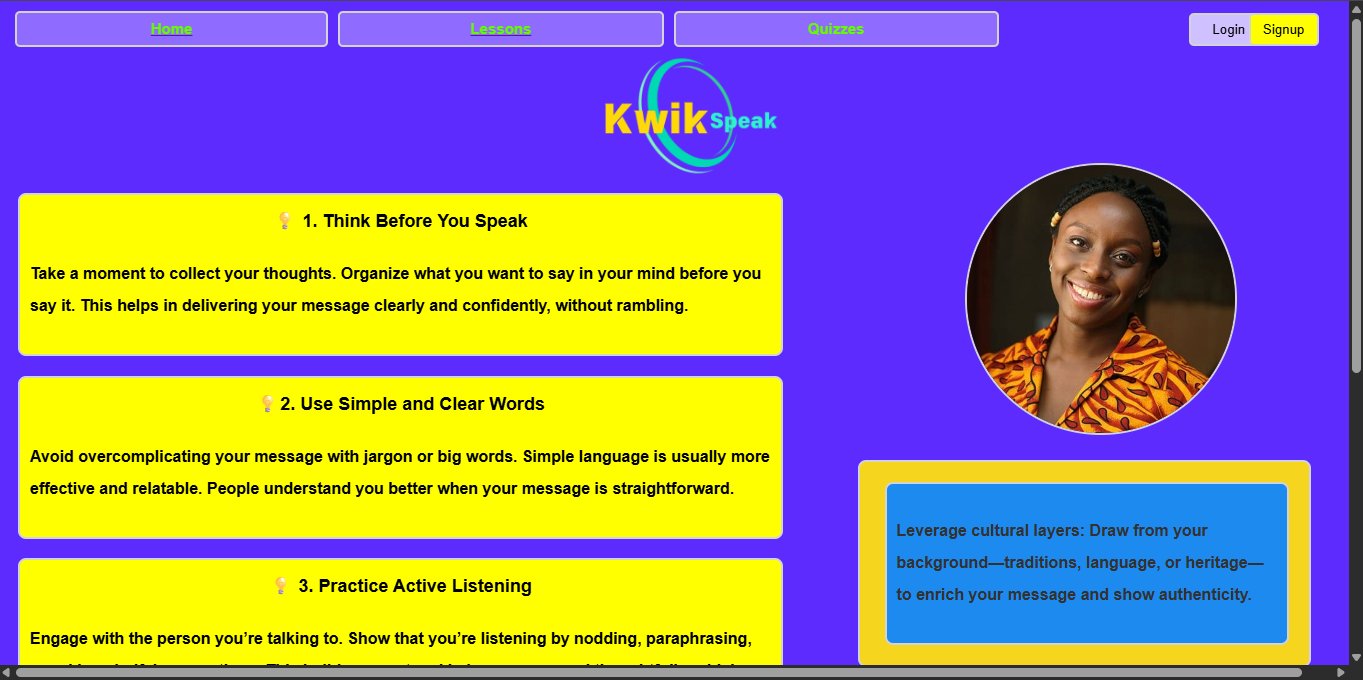 Home
Lessons
Quizzes
Login
Signup
Kwik Speak
💡 1. Think Before You Speak
Take a moment to collect your thoughts. Organize what you want to say in your mind before you
say it. This helps in delivering your message clearly and confidently, without rambling.
💡2. Use Simple and Clear Words
Avoid overcomplicating your message with jargon or big words. Simple language is usually more
effective and relatable. People understand you better when your message is straightforward.
💡 3. Practice Active Listening
Engage with the person you’re talking to. Show that you’re listening by nodding, paraphrasing,
Leverage cultural layers: Draw from your
background—traditions, language, or heritage—
to enrich your message and show authenticity.